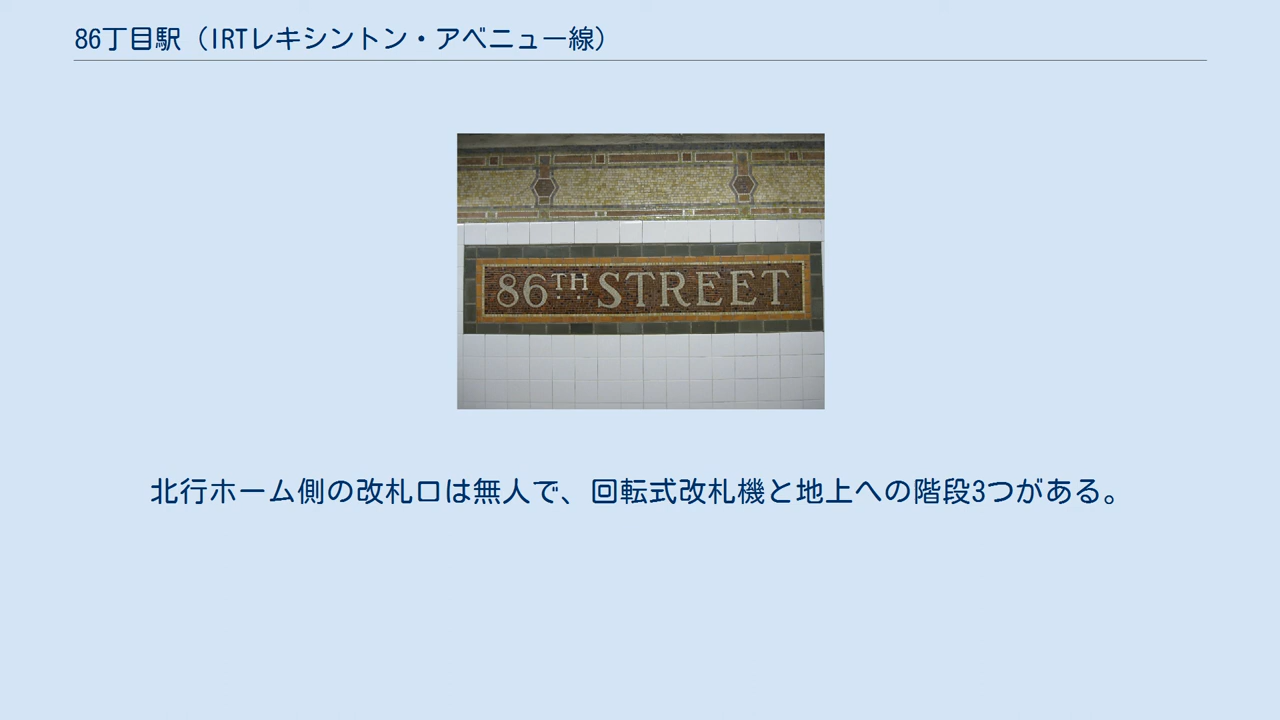 86丁目駅（IRTレキシントン・アベニュー線）
86TH STREET
北行ホーム側の改札口は無人で、回転式改札機と地上への階段3つがある。